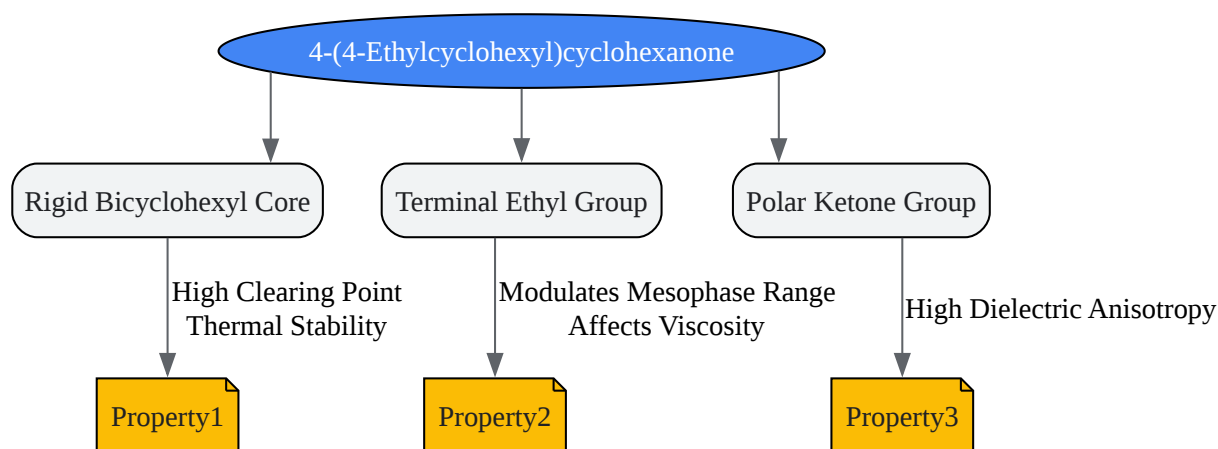 4-(4-Ethylcyclohexyl)cyclohexanone
Rigid Bicyclohexyl Core
Terminal Ethyl Group
Polar Ketone Group
High Clearing Point
Thermal Stability
Modulates Mesophase Range
Affects Viscosity
High Dielectric Anisotropy
Property1
Property2
Property3